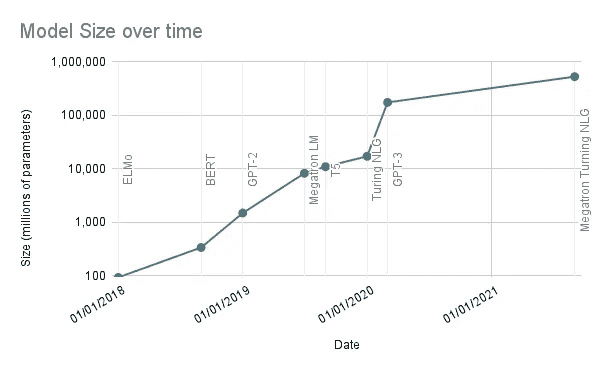 Model Size over time
Size (millions of parameters)
1,000,000
100,000
10,000
1,000
100
ELMo
BERT
GPT-2
Megatron LM
T5
Turing NLG
GPT-3
Megatron Turning NLG
01/01/2018
01/01/2019
01/01/2020
01/01/2021
Date